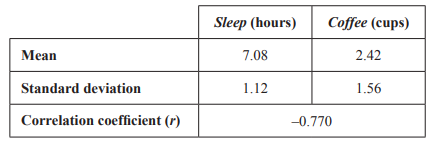 Sleep (hours) Coffee (cups)
Mean 7.08 2.42
Standard deviation 1.12 1.56
Correlation coefficient (r) –0.770